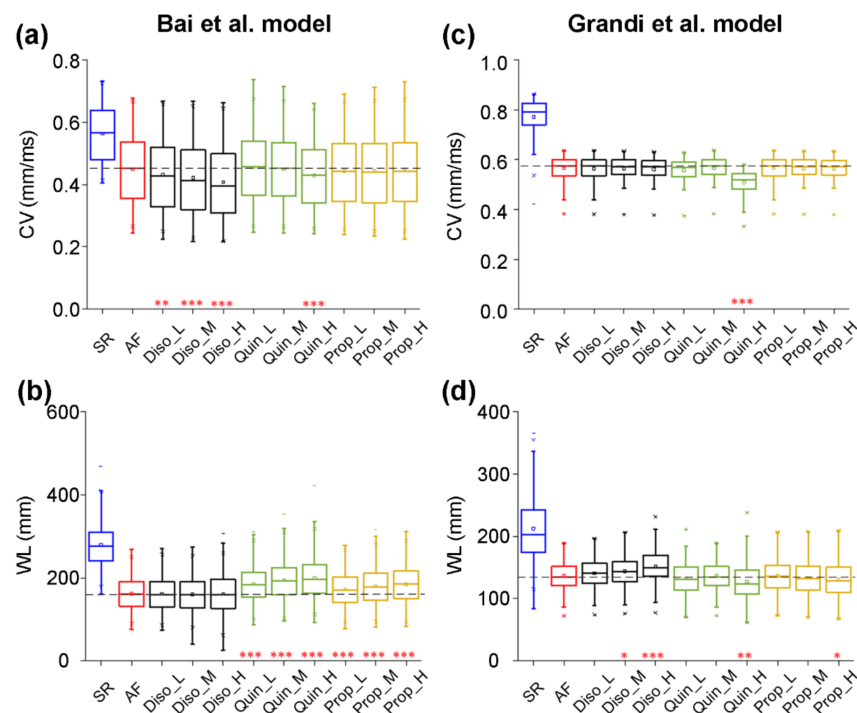 Bai et al. model
Grandi et al. model
(a)
CV (mm/ms)
0.8
0.6
0.4
0.2
0.0
** *** *** ***
SR AF Diso_L Diso_M Diso_H Quin_L Quin_M Quin_H Prop_L Prop_M Prop_H
(c)
CV (mm/ms)
1.0
0.8
0.6
0.4
0.2
0.0
***
SR AF Diso_L Diso_M Diso_H Quin_L Quin_M Quin_H Prop_L Prop_M Prop_H
(b)
WL (mm)
600
400
200
0
*** *** *** *** *** ***
SR AF Diso_L Diso_M Diso_H Quin_L Quin_M Quin_H Prop_L Prop_M Prop_H
(d)
WL (mm)
400
300
200
100
0
* *** ** *
SR AF Diso_L Diso_M Diso_H Quin_L Quin_M Quin_H Prop_L Prop_M Prop_H